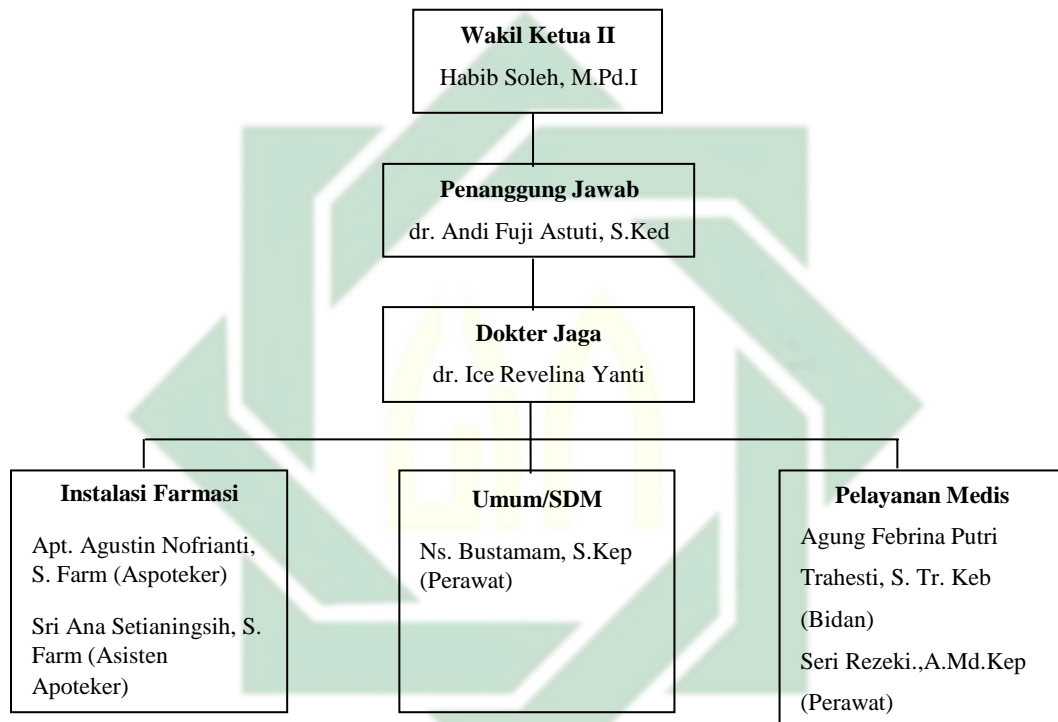 Wakil Ketua II
Habib Soleh, M.Pd.I
Penanggung Jawab
dr. Andi Fuji Astuti, S.Ked
Dokter Jaga
dr. Ice Revelina Yanti
Instalasi Farmasi
Apt. Agustin Nofrianti,
S. Farm (Aspoteker)
Sri Ana Setianingsih, S.
Farm (Asisten
Apoteker)
Umum/SDM
Ns. Bustamam, S.Kep
(Perawat)
Pelayanan Medis
Agung Febrina Putri
Trahesti, S. Tr. Keb
(Bidan)
Seri Rezeki.,A.Md.Kep
(Perawat)